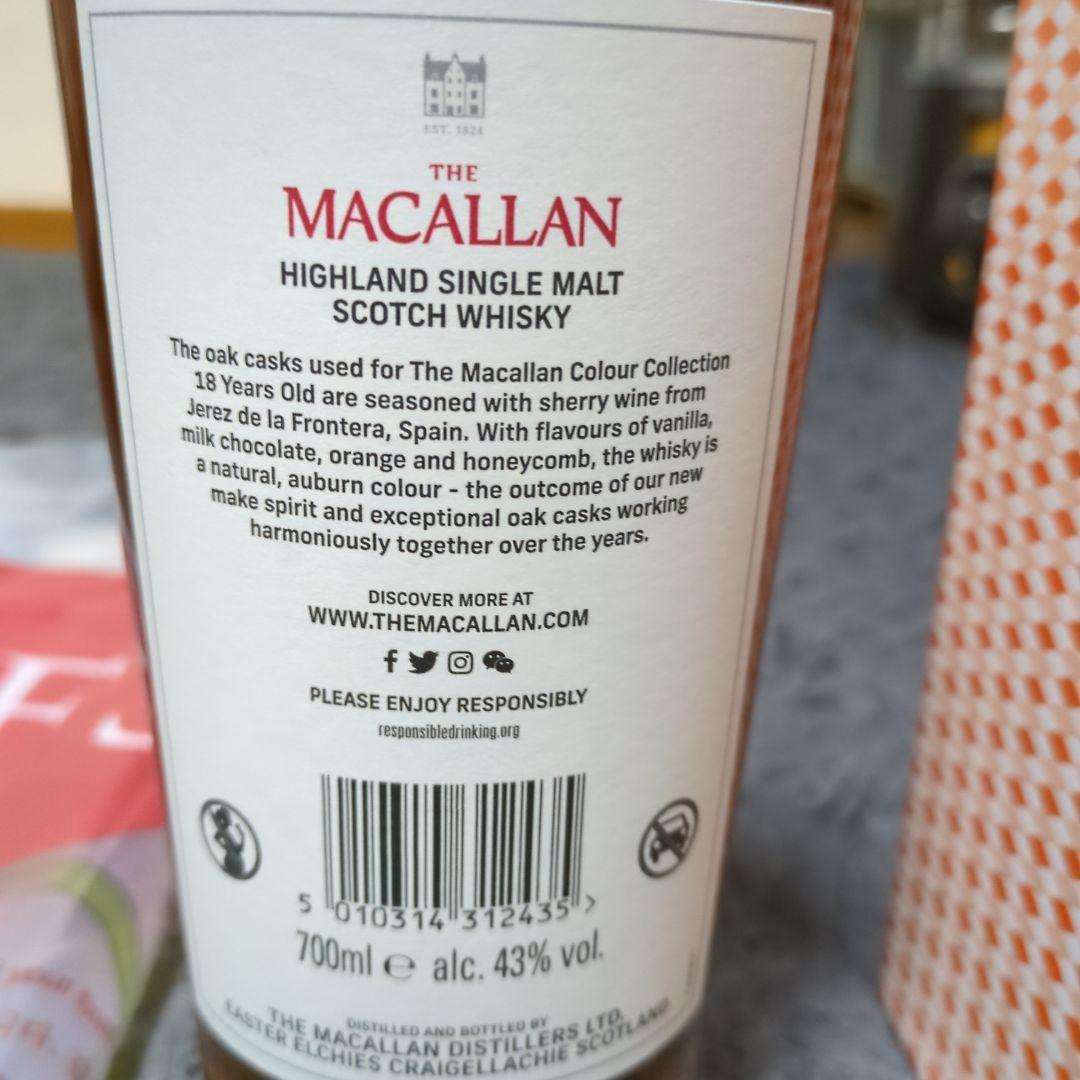 EST. 1824
THE
MACALLAN
HIGHLAND SINGLE MALT
SCOTCH WHISKY
The oak casks used for The Macallan Colour Collection
18 Years Old are seasoned with sherry wine from
Jerez de la Frontera, Spain. With flavours of vanilla,
milk chocolate, orange and honeycomb, the whisky is
a natural, auburn colour - the outcome of our new
make spirit and exceptional oak casks working
harmoniously together over the years.
DISCOVER MORE AT
WWW.THEMACALLAN.COM
PLEASE ENJOY RESPONSIBLY
responsibledrinking.org
5 010314 312435 >
700ml ℮ alc. 43% vol.
DISTILLED AND BOTTLED BY
THE MACALLAN DISTILLERS LTD.
EASTER ELCHIES CRAIGELLACHIE SCOTLAND